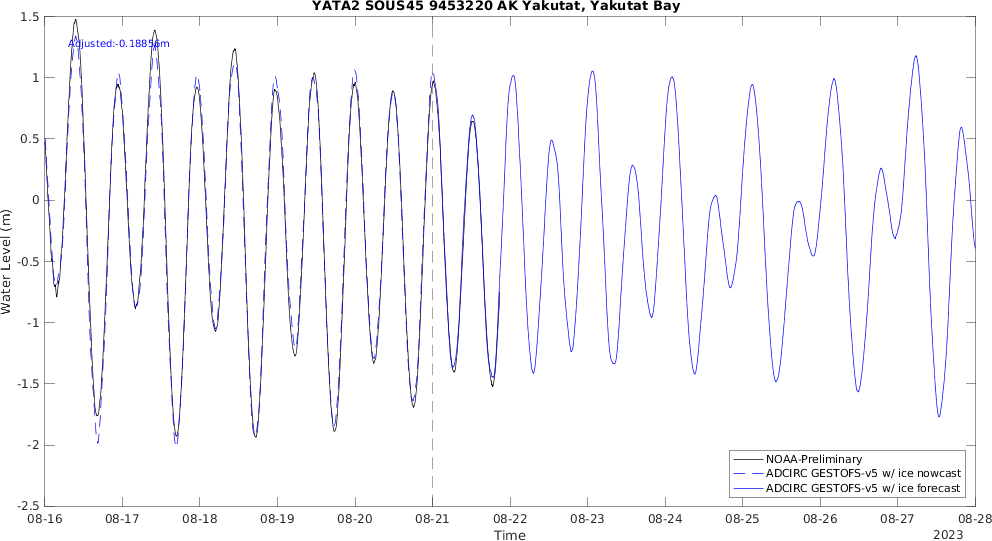 YATA2 SOUS45 9453220 AK Yakutat, Yakutat Bay
Adjusted:-0.18856m
Water Level (m)
1.5
1
0.5
0
-0.5
-1
-1.5
-2
-2.5
NOAA-Preliminary
ADCIRC GESTOFS-v5 w/ ice nowcast
ADCIRC GESTOFS-v5 w/ ice forecast
08-16 08-17 08-18 08-19 08-20 08-21 08-22 08-23 08-24 08-25 08-26 08-27 08-28
Time
2023